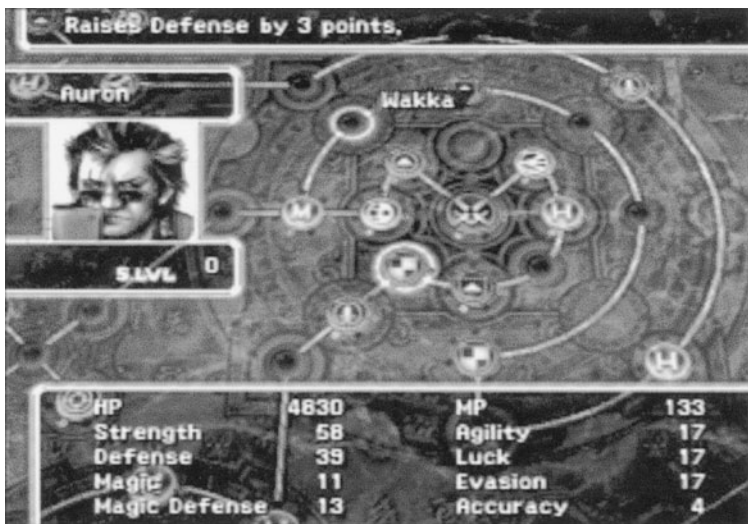 Raises Defense by 3 points.
Auron
Wakka
M
H
H
H
S.LVL 0
HP 4830 MP 133
Strength 58 Agility 17
Defense 39 Luck 17
Magic 11 Evasion 17
Magic Defense 13 Accuracy 4